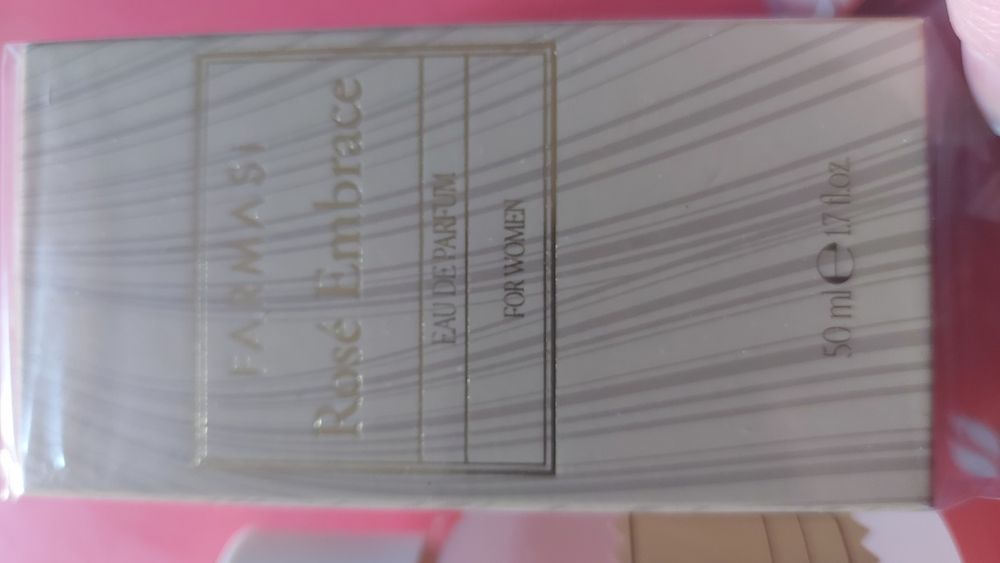 FARMASI
Rosé Embrace
EAU DE PARFUM
FOR WOMEN
50 ml e 1.7 fl.oz.